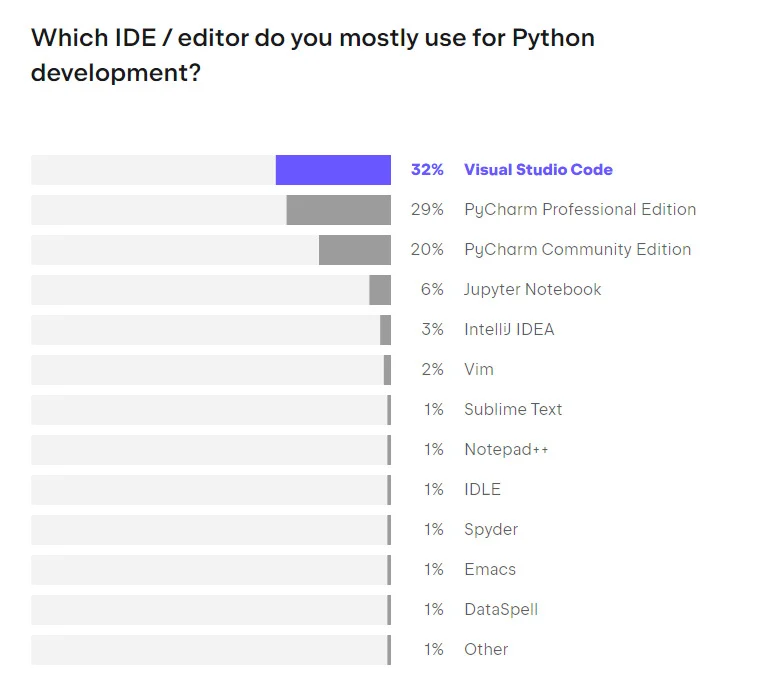 Which IDE / editor do you mostly use for Python
development?
32% Visual Studio Code
29% PyCharm Professional Edition
20% PyCharm Community Edition
6% Jupyter Notebook
3% IntelliJ IDEA
2% Vim
1% Sublime Text
1% Notepad++
1% IDLE
1% Spyder
1% Emacs
1% DataSpell
1% Other